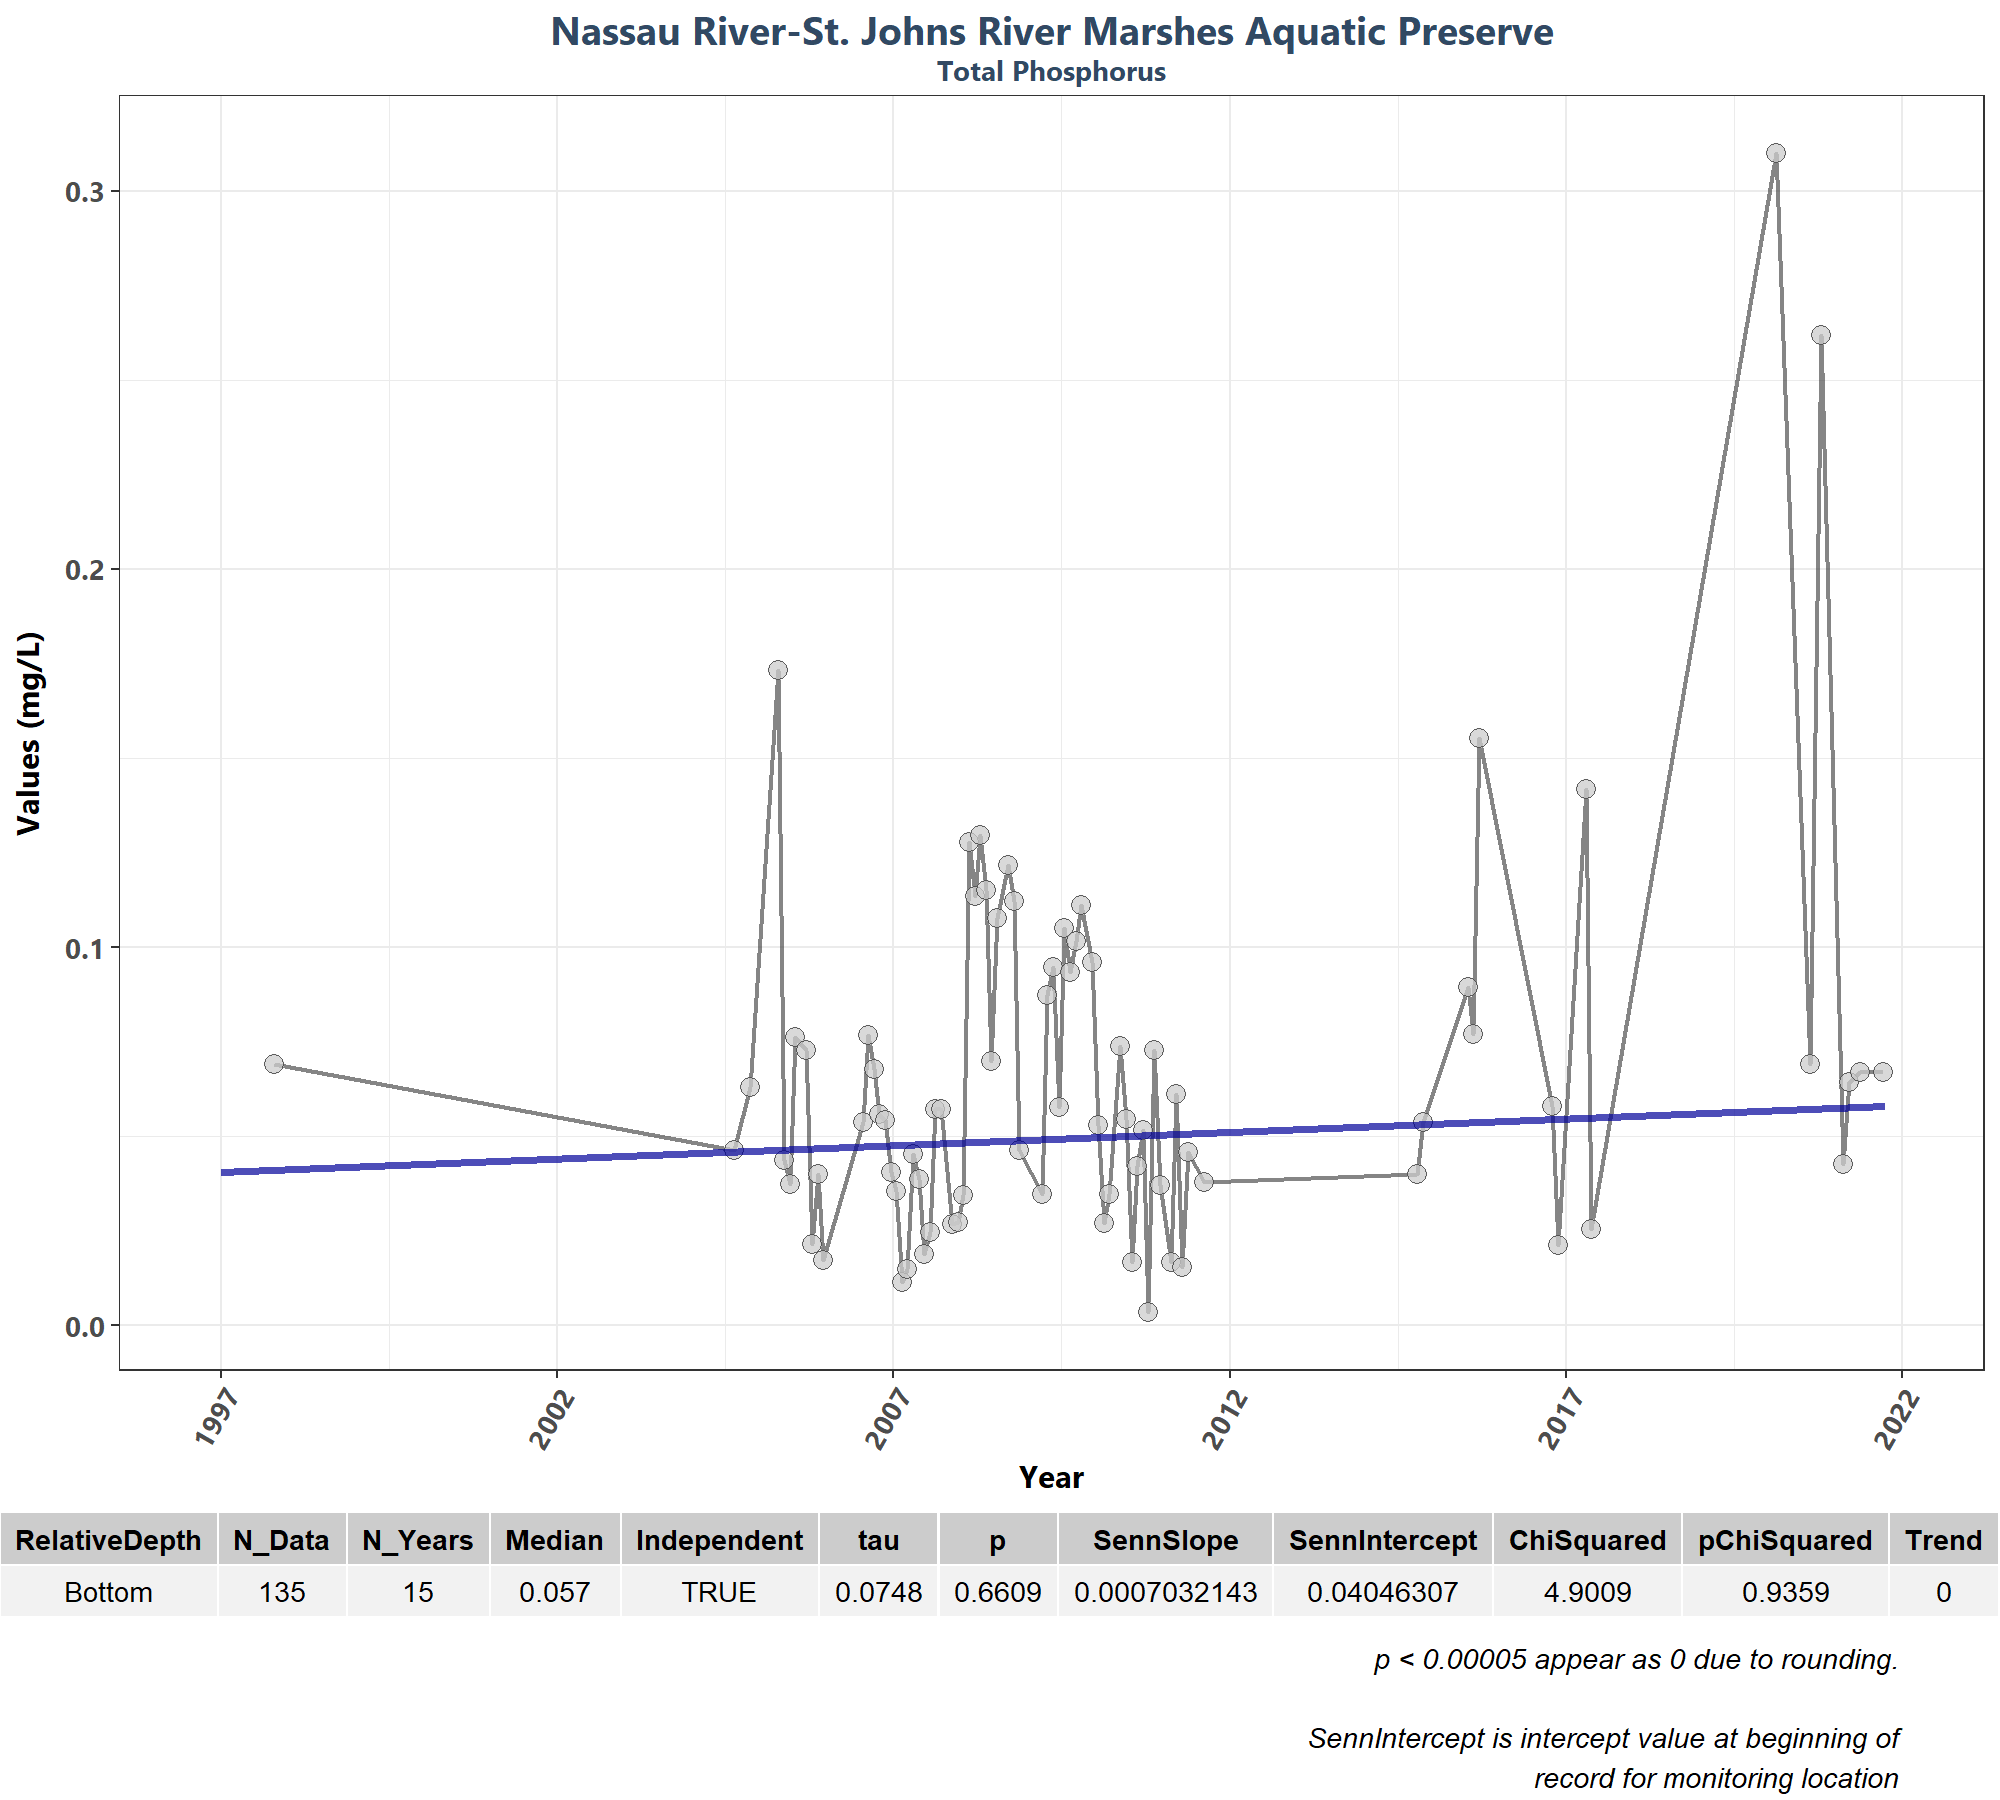 Nassau River-St. Johns River Marshes Aquatic Preserve
Total Phosphorus
Values (mg/L)
0.3
0.2
0.1
0.0
1997 2002 2007 2012 2017 2022
Year
RelativeDepth N_Data N_Years Median Independent tau p SennSlope SennIntercept ChiSquared pChiSquared Trend
Bottom 135 15 0.057 TRUE 0.0748 0.6609 0.0007032143 0.04046307 4.9009 0.9359 0
p < 0.00005 appear as 0 due to rounding.
SennIntercept is intercept value at beginning of
record for monitoring location